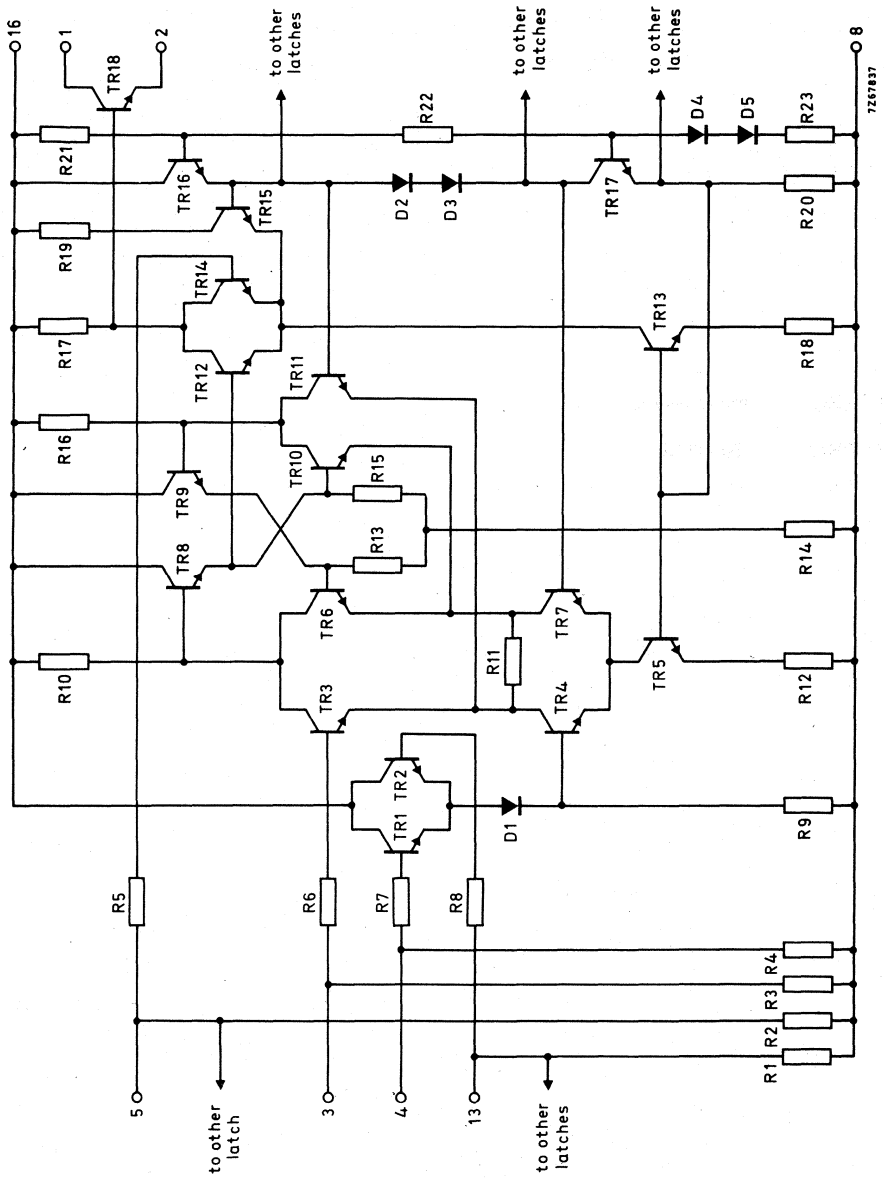 16
1
2
TR18
to other
latches
to other
latches
to other
latches
8
7Z67837
R21
R22
D4
D5
R23
TR16
TR15
D2
D3
TR17
R20
R19
TR14
R17
TR12
TR11
TR13
R18
R16
TR10
R15
TR9
R13
R14
TR8
TR6
TR7
R10
R11
TR5
R12
TR3
TR4
TR2
TR1
D1
R9
R5
R6
R7
R8
R4
R3
R2
R1
5
3
4
13
to other
latch
to other
latches